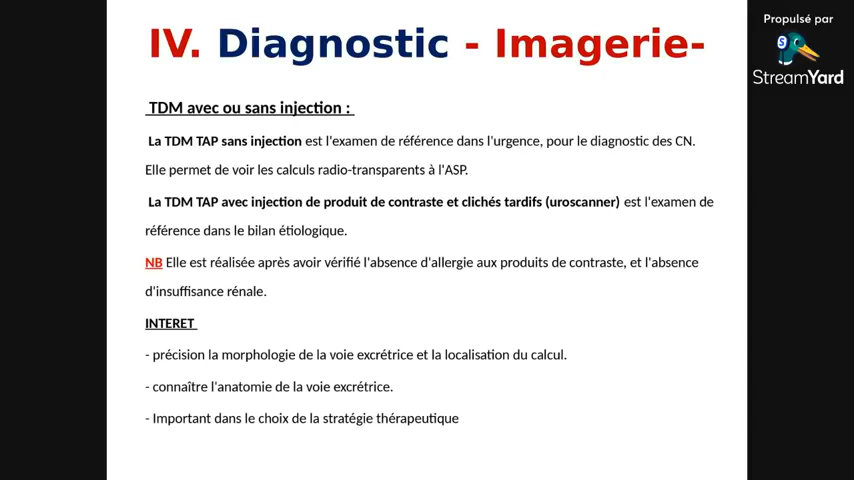 Propulsé par
StreamYard
IV. Diagnostic - Imagerie-
TDM avec ou sans injection :
La TDM TAP sans injection est l'examen de référence dans l'urgence, pour le diagnostic des CN.
Elle permet de voir les calculs radio-transparents à l'ASP.
La TDM TAP avec injection de produit de contraste et clichés tardifs (uroscanner) est l'examen de
référence dans le bilan étiologique.
NB Elle est réalisée après avoir vérifié l'absence d'allergie aux produits de contraste, et l'absence
d'insuffisance rénale.
INTERET
- précision la morphologie de la voie excrétrice et la localisation du calcul.
- connaître l'anatomie de la voie excrétrice.
- Important dans le choix de la stratégie thérapeutique